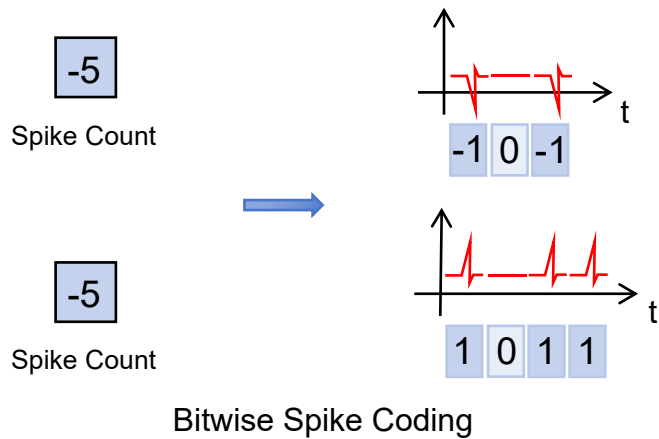 -5
Spike Count
t
-1 0 -1
-5
Spike Count
t
1 0 1 1
Bitwise Spike Coding